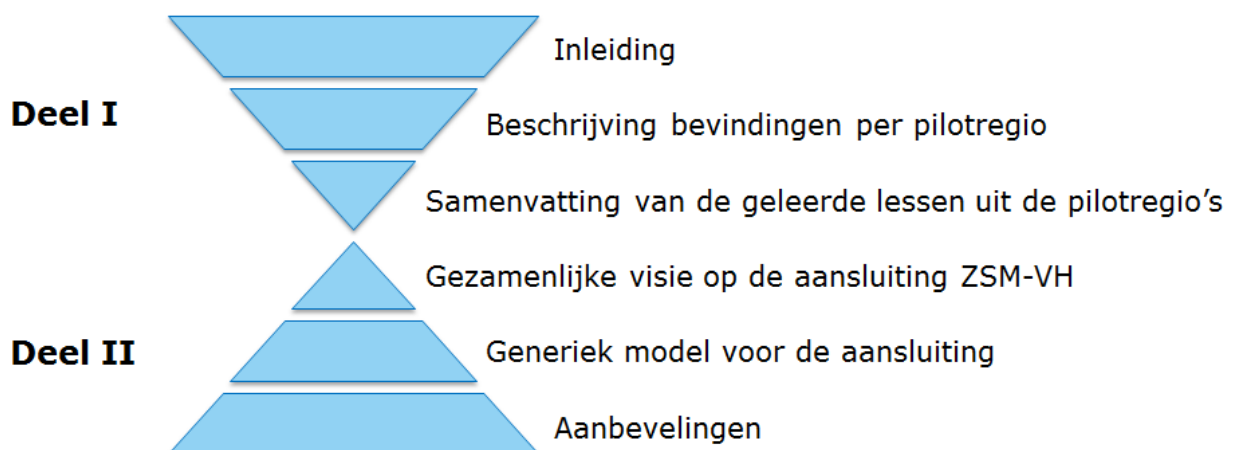 Inleiding
Deel I
Beschrijving bevindingen per pilotregio
Samenvatting van de geleerde lessen uit de pilotregio’s
Gezamenlijke visie op de aansluiting ZSM-VH
Deel II
Generiek model voor de aansluiting
Aanbevelingen